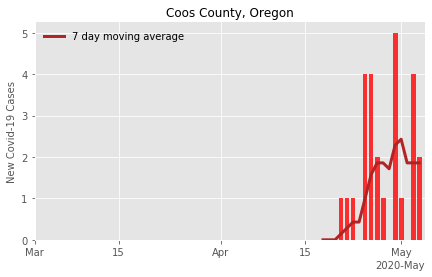 Coos County, Oregon
7 day moving average
New Covid-19 Cases
5
4
3
2
1
0
Mar 15 Apr 15 May
2020-May